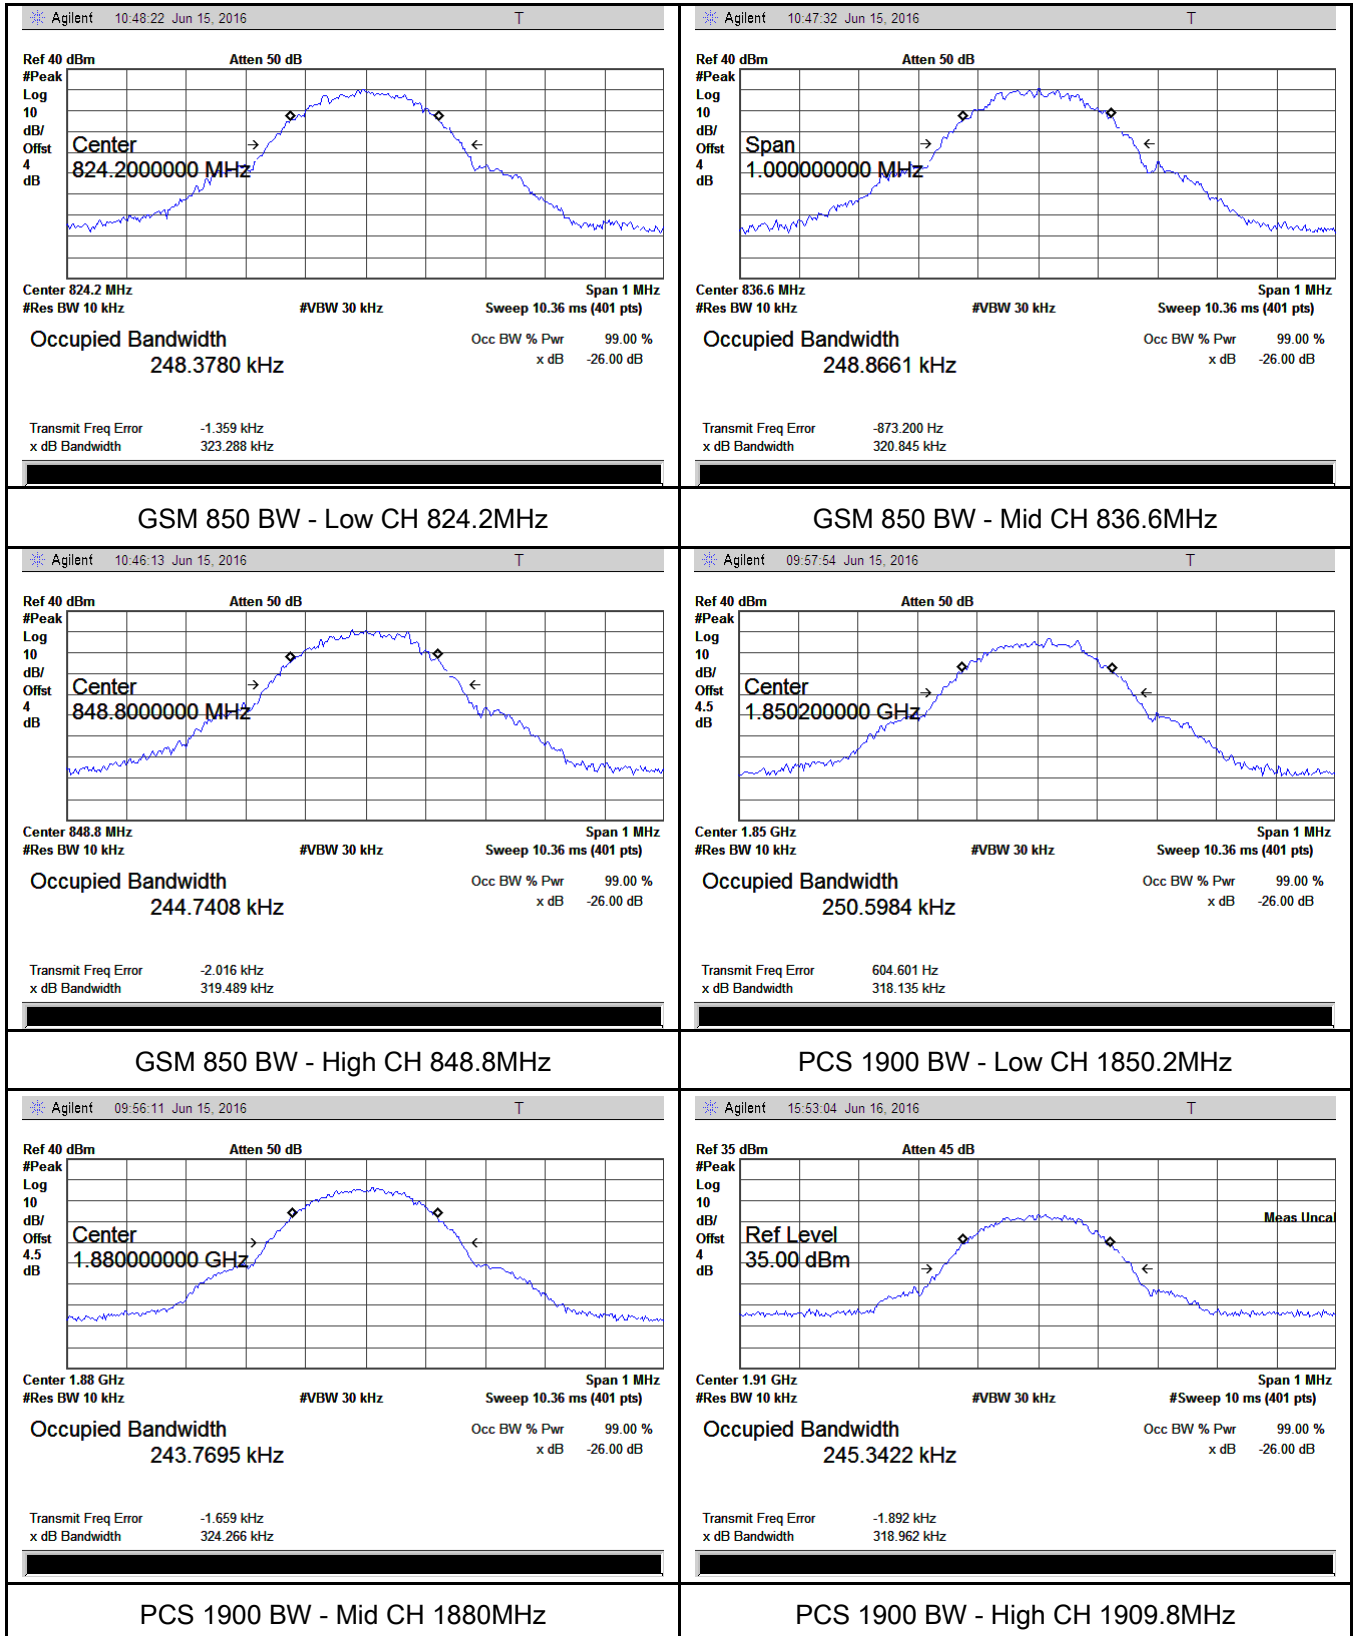 Agilent 10:48:22 Jun 15, 2016 T
Ref 40 dBm Atten 50 dB
#Peak
Log
10
dB/
Offst
4
dB
Center
824.2000000 MHz
Center 824.2 MHz Span 1 MHz
#Res BW 10 kHz #VBW 30 kHz Sweep 10.36 ms (401 pts)
Occupied Bandwidth Occ BW % Pwr 99.00 %
248.3780 kHz x dB -26.00 dB
Transmit Freq Error -1.359 kHz
x dB Bandwidth 323.288 kHz
GSM 850 BW - Low CH 824.2MHz
Agilent 10:47:32 Jun 15, 2016 T
Ref 40 dBm Atten 50 dB
#Peak
Log
10
dB/
Offst
4
dB
Span
1.000000000 MHz
Center 836.6 MHz Span 1 MHz
#Res BW 10 kHz #VBW 30 kHz Sweep 10.36 ms (401 pts)
Occupied Bandwidth Occ BW % Pwr 99.00 %
248.8661 kHz x dB -26.00 dB
Transmit Freq Error -873.200 Hz
x dB Bandwidth 320.845 kHz
GSM 850 BW - Mid CH 836.6MHz
Agilent 10:46:13 Jun 15, 2016 T
Ref 40 dBm Atten 50 dB
#Peak
Log
10
dB/
Offst
4
dB
Center
848.8000000 MHz
Center 848.8 MHz Span 1 MHz
#Res BW 10 kHz #VBW 30 kHz Sweep 10.36 ms (401 pts)
Occupied Bandwidth Occ BW % Pwr 99.00 %
244.7408 kHz x dB -26.00 dB
Transmit Freq Error -2.016 kHz
x dB Bandwidth 319.489 kHz
GSM 850 BW - High CH 848.8MHz
Agilent 09:57:54 Jun 15, 2016 T
Ref 40 dBm Atten 50 dB
#Peak
Log
10
dB/
Offst
4.5
dB
Center
1.850200000 GHz
Center 1.85 GHz Span 1 MHz
#Res BW 10 kHz #VBW 30 kHz Sweep 10.36 ms (401 pts)
Occupied Bandwidth Occ BW % Pwr 99.00 %
250.5984 kHz x dB -26.00 dB
Transmit Freq Error 604.601 Hz
x dB Bandwidth 318.135 kHz
PCS 1900 BW - Low CH 1850.2MHz
Agilent 09:56:11 Jun 15, 2016 T
Ref 40 dBm Atten 50 dB
#Peak
Log
10
dB/
Offst
4.5
dB
Center
1.880000000 GHz
Center 1.88 GHz Span 1 MHz
#Res BW 10 kHz #VBW 30 kHz Sweep 10.36 ms (401 pts)
Occupied Bandwidth Occ BW % Pwr 99.00 %
243.7695 kHz x dB -26.00 dB
Transmit Freq Error -1.659 kHz
x dB Bandwidth 324.266 kHz
PCS 1900 BW - Mid CH 1880MHz
Agilent 15:53:04 Jun 16, 2016 T
Ref 35 dBm Atten 45 dB
#Peak
Log
10
dB/
Offst
4
dB
Meas Uncal
Ref Level
35.00 dBm
Center 1.91 GHz Span 1 MHz
#Res BW 10 kHz #VBW 30 kHz #Sweep 10 ms (401 pts)
Occupied Bandwidth Occ BW % Pwr 99.00 %
245.3422 kHz x dB -26.00 dB
Transmit Freq Error -1.892 kHz
x dB Bandwidth 318.962 kHz
PCS 1900 BW - High CH 1909.8MHz